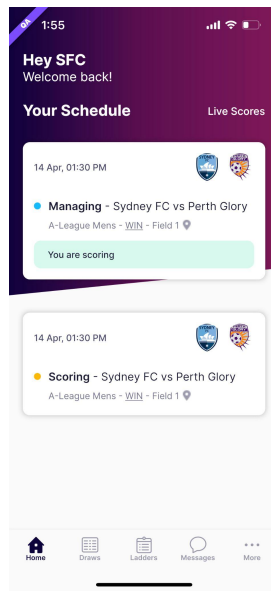 QA
1:55
Hey SFC
Welcome back!
Your Schedule
Live Scores
14 Apr, 01:30 PM
SYDNEY
Managing - Sydney FC vs Perth Glory
A-League Mens - WIN - Field 1
You are scoring
14 Apr, 01:30 PM
SYDNEY
Scoring - Sydney FC vs Perth Glory
A-League Mens - WIN - Field 1
Home
Draws
Ladders
Messages
More